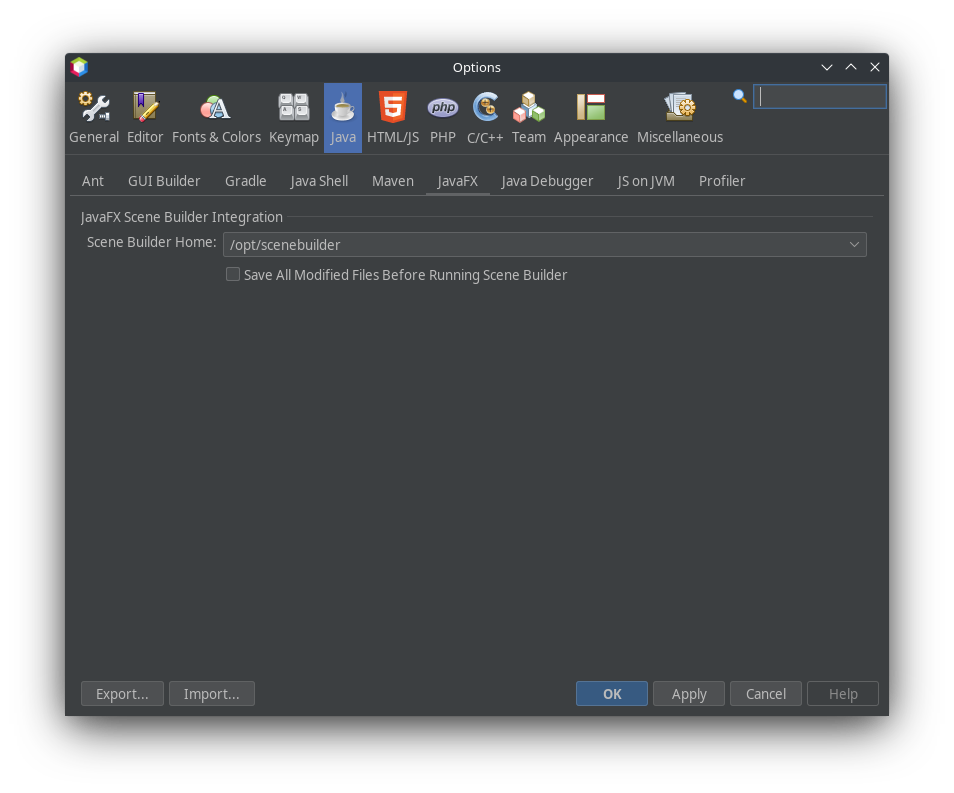 Options
General Editor Fonts & Colors Keymap Java HTML/JS PHP C/C++ Team Appearance Miscellaneous
Ant GUI Builder Gradle Java Shell Maven JavaFX Java Debugger JS on JVM Profiler
JavaFX Scene Builder Integration
Scene Builder Home: /opt/scenebuilder
Save All Modified Files Before Running Scene Builder
Export... Import... OK Apply Cancel Help